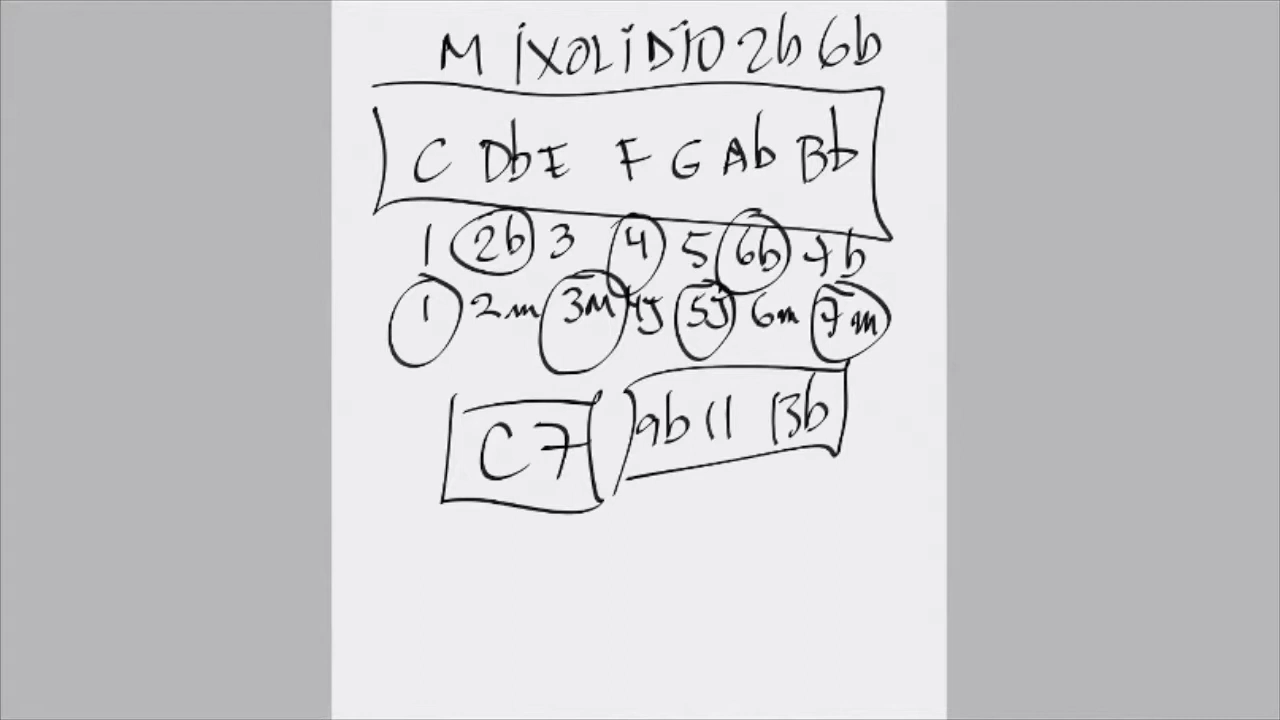 MIXOLIDIO 2b 6b
C Db E F G Ab Bb
1 2b 3 4 5 6b 7b
1 2m 3M 4J 5J 6m 7m
C7 9b 11 13b